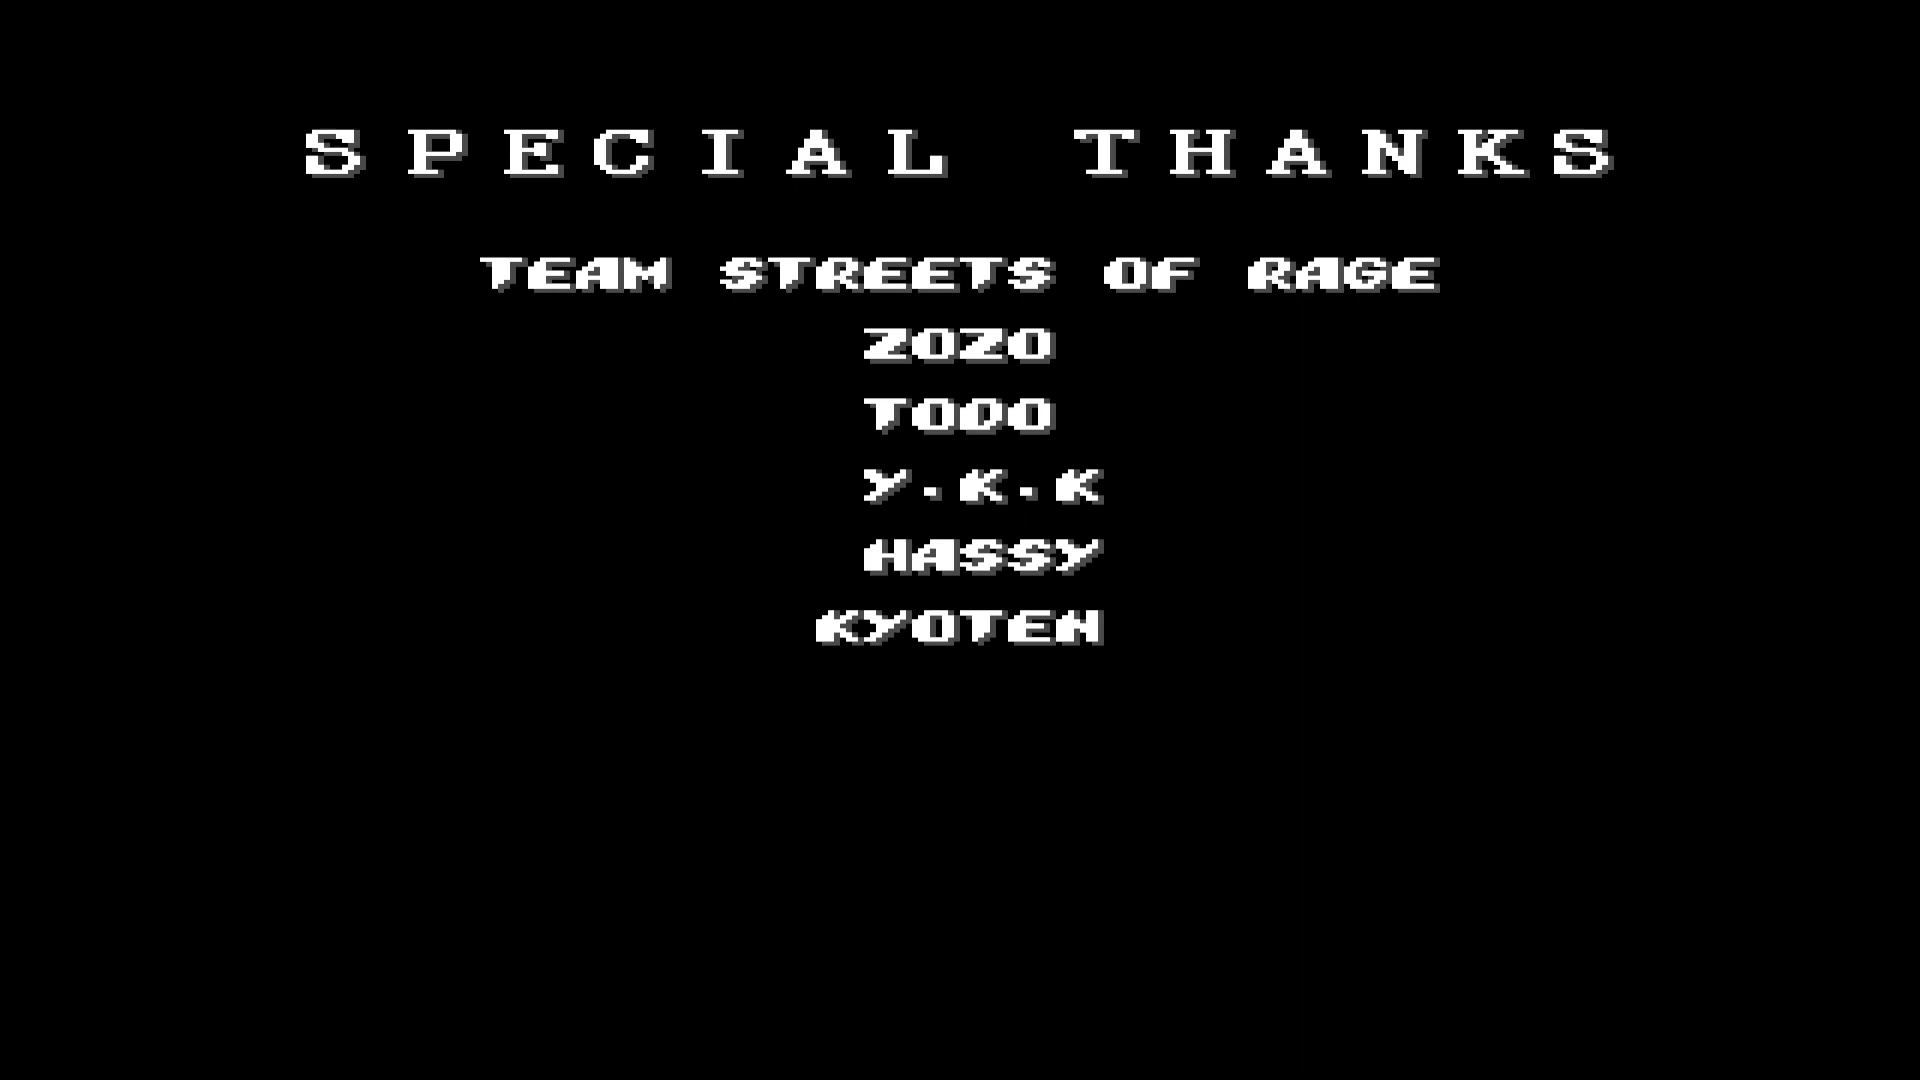 SPECIAL THANKS
TEAM STREETS OF RAGE
ZOZO
TODO
Y.K.K
HASSY
KYOTEN